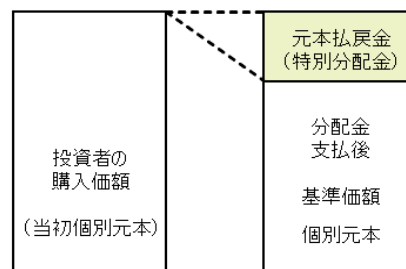 投資者の
購入価額
(当初個別元本)
元本払戻金
(特別分配金)
分配金
支払後
基準価額
個別元本